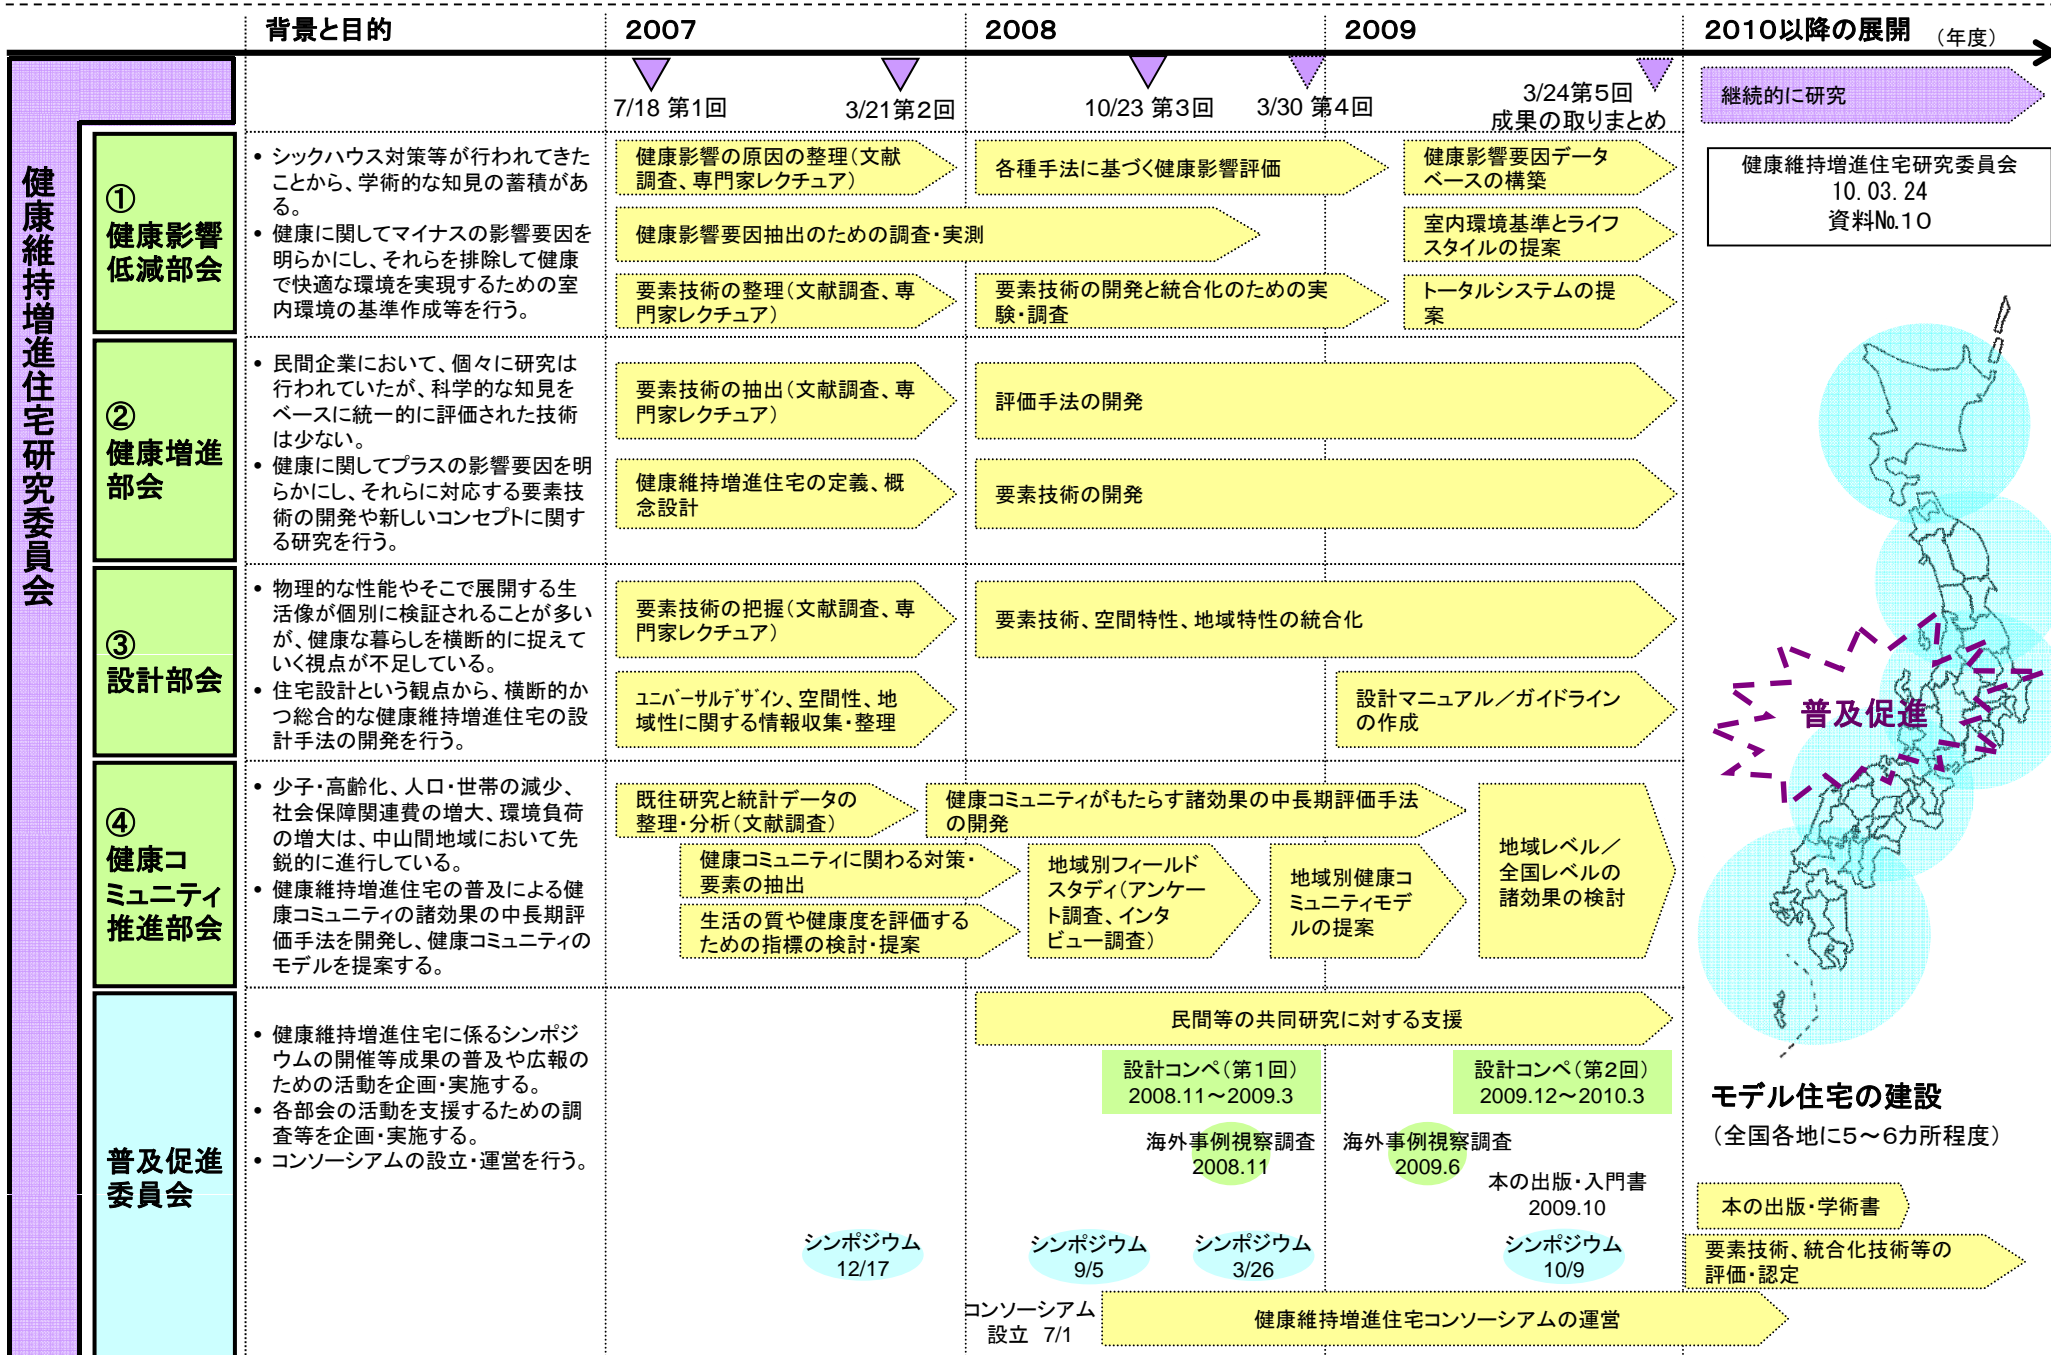 背景と目的
2007
2008
2009
2010以降の展開 （年度）
7/18 第1回
3/21第2回
10/23 第3回
3/30 第4回
3/24第5回
成果の取りまとめ
継続的に研究
健康維持増進住宅研究委員会
10.03.24
資料No.10
健康維持増進住宅研究委員会
①
健康影響
低減部会
• シックハウス対策等が行われてきた
ことから、学術的な知見の蓄積があ
る。
• 健康に関してマイナスの影響要因を
明らかにし、それらを排除して健康
で快適な環境を実現するための室
内環境の基準作成等を行う。
健康影響の原因の整理（文献
調査、専門家レクチュア）
各種手法に基づく健康影響評価
健康影響要因データ
ベースの構築
健康影響要因抽出のための調査・実測
室内環境基準とライフ
スタイルの提案
要素技術の整理（文献調査、専
門家レクチュア）
要素技術の開発と統合化のための実
験・調査
トータルシステムの提
案
②
健康増進
部会
• 民間企業において、個々に研究は
行われていたが、科学的な知見を
ベースに統一的に評価された技術
は少ない。
• 健康に関してプラスの影響要因を明
らかにし、それらに対応する要素技
術の開発や新しいコンセプトに関す
る研究を行う。
要素技術の抽出（文献調査、専
門家レクチュア）
評価手法の開発
健康維持増進住宅の定義、概
念設計
要素技術の開発
③
設計部会
• 物理的な性能やそこで展開する生
活像が個別に検証されることが多い
が、健康な暮らしを横断的に捉えて
いく視点が不足している。
• 住宅設計という観点から、横断的か
つ総合的な健康維持増進住宅の設
計手法の開発を行う。
要素技術の把握（文献調査、専
門家レクチュア）
要素技術、空間特性、地域特性の統合化
ﾕﾆﾊﾞｰｻﾙﾃﾞｻﾞｲﾝ、空間性、地
域性に関する情報収集・整理
設計マニュアル／ガイドライン
の作成
普及促進
④
健康コ
ミュニティ
推進部会
• 少子・高齢化、人口・世帯の減少、
社会保障関連費の増大、環境負荷
の増大は、中山間地域において先
鋭的に進行している。
• 健康維持増進住宅の普及による健
康コミュニティの諸効果の中長期評
価手法を開発し、健康コミュニティの
モデルを提案する。
既往研究と統計データの
整理・分析（文献調査）
健康コミュニティがもたらす諸効果の中長期評価手法
の開発
健康コミュニティに関わる対策・
要素の抽出
生活の質や健康度を評価する
ための指標の検討・提案
地域別フィールド
スタディ（アンケー
ト調査、インタ
ビュー調査）
地域別健康コ
ミュニティモデ
ルの提案
地域レベル／
全国レベルの
諸効果の検討
普及促進
委員会
• 健康維持増進住宅に係るシンポジ
ウムの開催等成果の普及や広報の
ための活動を企画・実施する。
• 各部会の活動を支援するための調
査等を企画・実施する。
• コンソーシアムの設立・運営を行う。
民間等の共同研究に対する支援
設計コンペ（第1回）
2008.11～2009.3
設計コンペ（第2回）
2009.12～2010.3
海外事例視察調査
2008.11
海外事例視察調査
2009.6
本の出版・入門書
2009.10
シンポジウム
12/17
シンポジウム
9/5
シンポジウム
3/26
シンポジウム
10/9
コンソーシアム
設立 7/1
健康維持増進住宅コンソーシアムの運営
モデル住宅の建設
（全国各地に5～6カ所程度）
本の出版・学術書
要素技術、統合化技術等の
評価・認定